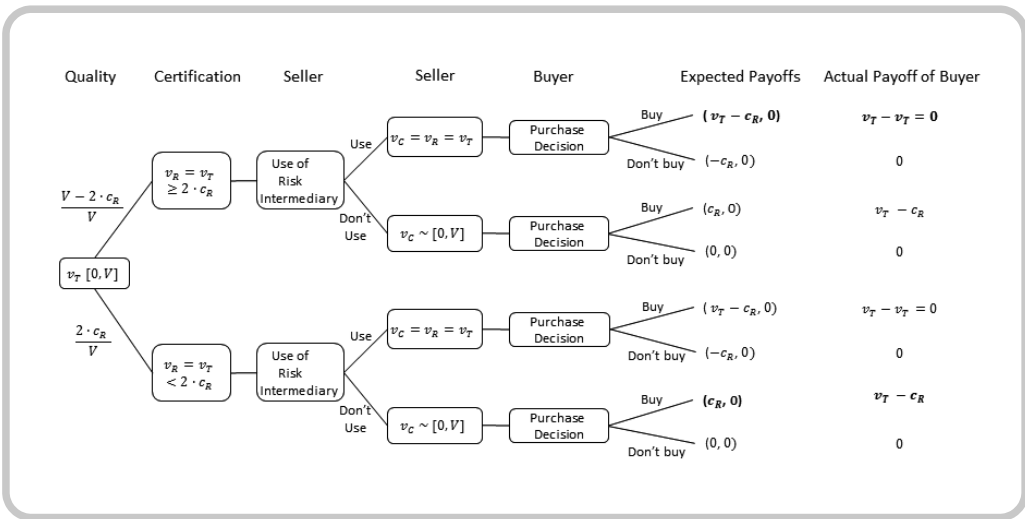 Quality Certification Seller Seller Buyer Expected Payoffs Actual Payoff of Buyer
Buy (v_T − c_R, 0) v_T − v_T = 0
Use v_C = v_R = v_T Purchase
Decision
Don't buy (−c_R, 0) 0
v_R = v_T
≥ 2 · c_R
Use of
Risk
Intermediary
V − 2 · c_R
V
Don't
Use
Buy (c_R, 0) v_T − c_R
v_C ~ [0, V] Purchase
Decision
Don't buy (0, 0) 0
v_T [0, V]
Buy (v_T − c_R, 0) v_T − v_T = 0
2 · c_R
V
Use v_C = v_R = v_T Purchase
Decision
Don't buy (−c_R, 0) 0
v_R = v_T
< 2 · c_R
Use of
Risk
Intermediary
Don't
Use
Buy (c_R, 0) v_T − c_R
v_C ~ [0, V] Purchase
Decision
Don't buy (0, 0) 0